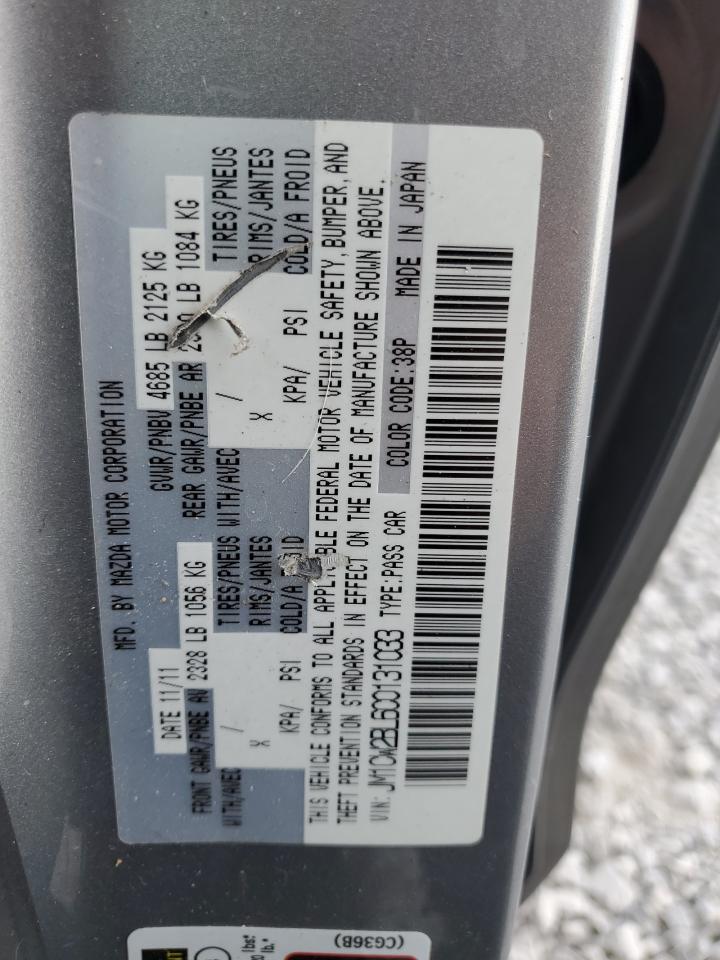 MFD. BY MAZDA MOTOR CORPORATION
DATE 11/11 GVWR/PNBV 4685 LB 2125 KG
FRONT GAWR/PNBE AV 2328 LB 1056 KG REAR GAWR/PNBE AR LB 1084 KG
WITH/AVEC / TIRES/PNEUS WITH/AVEC / TIRES/PNEUS
X RIMS/JANTES X RIMS/JANTES
KPA/ PSI COLD/A FROID KPA/ PSI COLD/A FROID
THIS VEHICLE CONFORMS TO ALL APPLICABLE FEDERAL MOTOR VEHICLE SAFETY, BUMPER, AND
THEFT PREVENTION STANDARDS IN EFFECT ON THE DATE OF MANUFACTURE SHOWN ABOVE.
VIN: JM1CW2BL6C0131033 TYPE:PASS CAR COLOR CODE:38P MADE IN JAPAN
(CG36B)